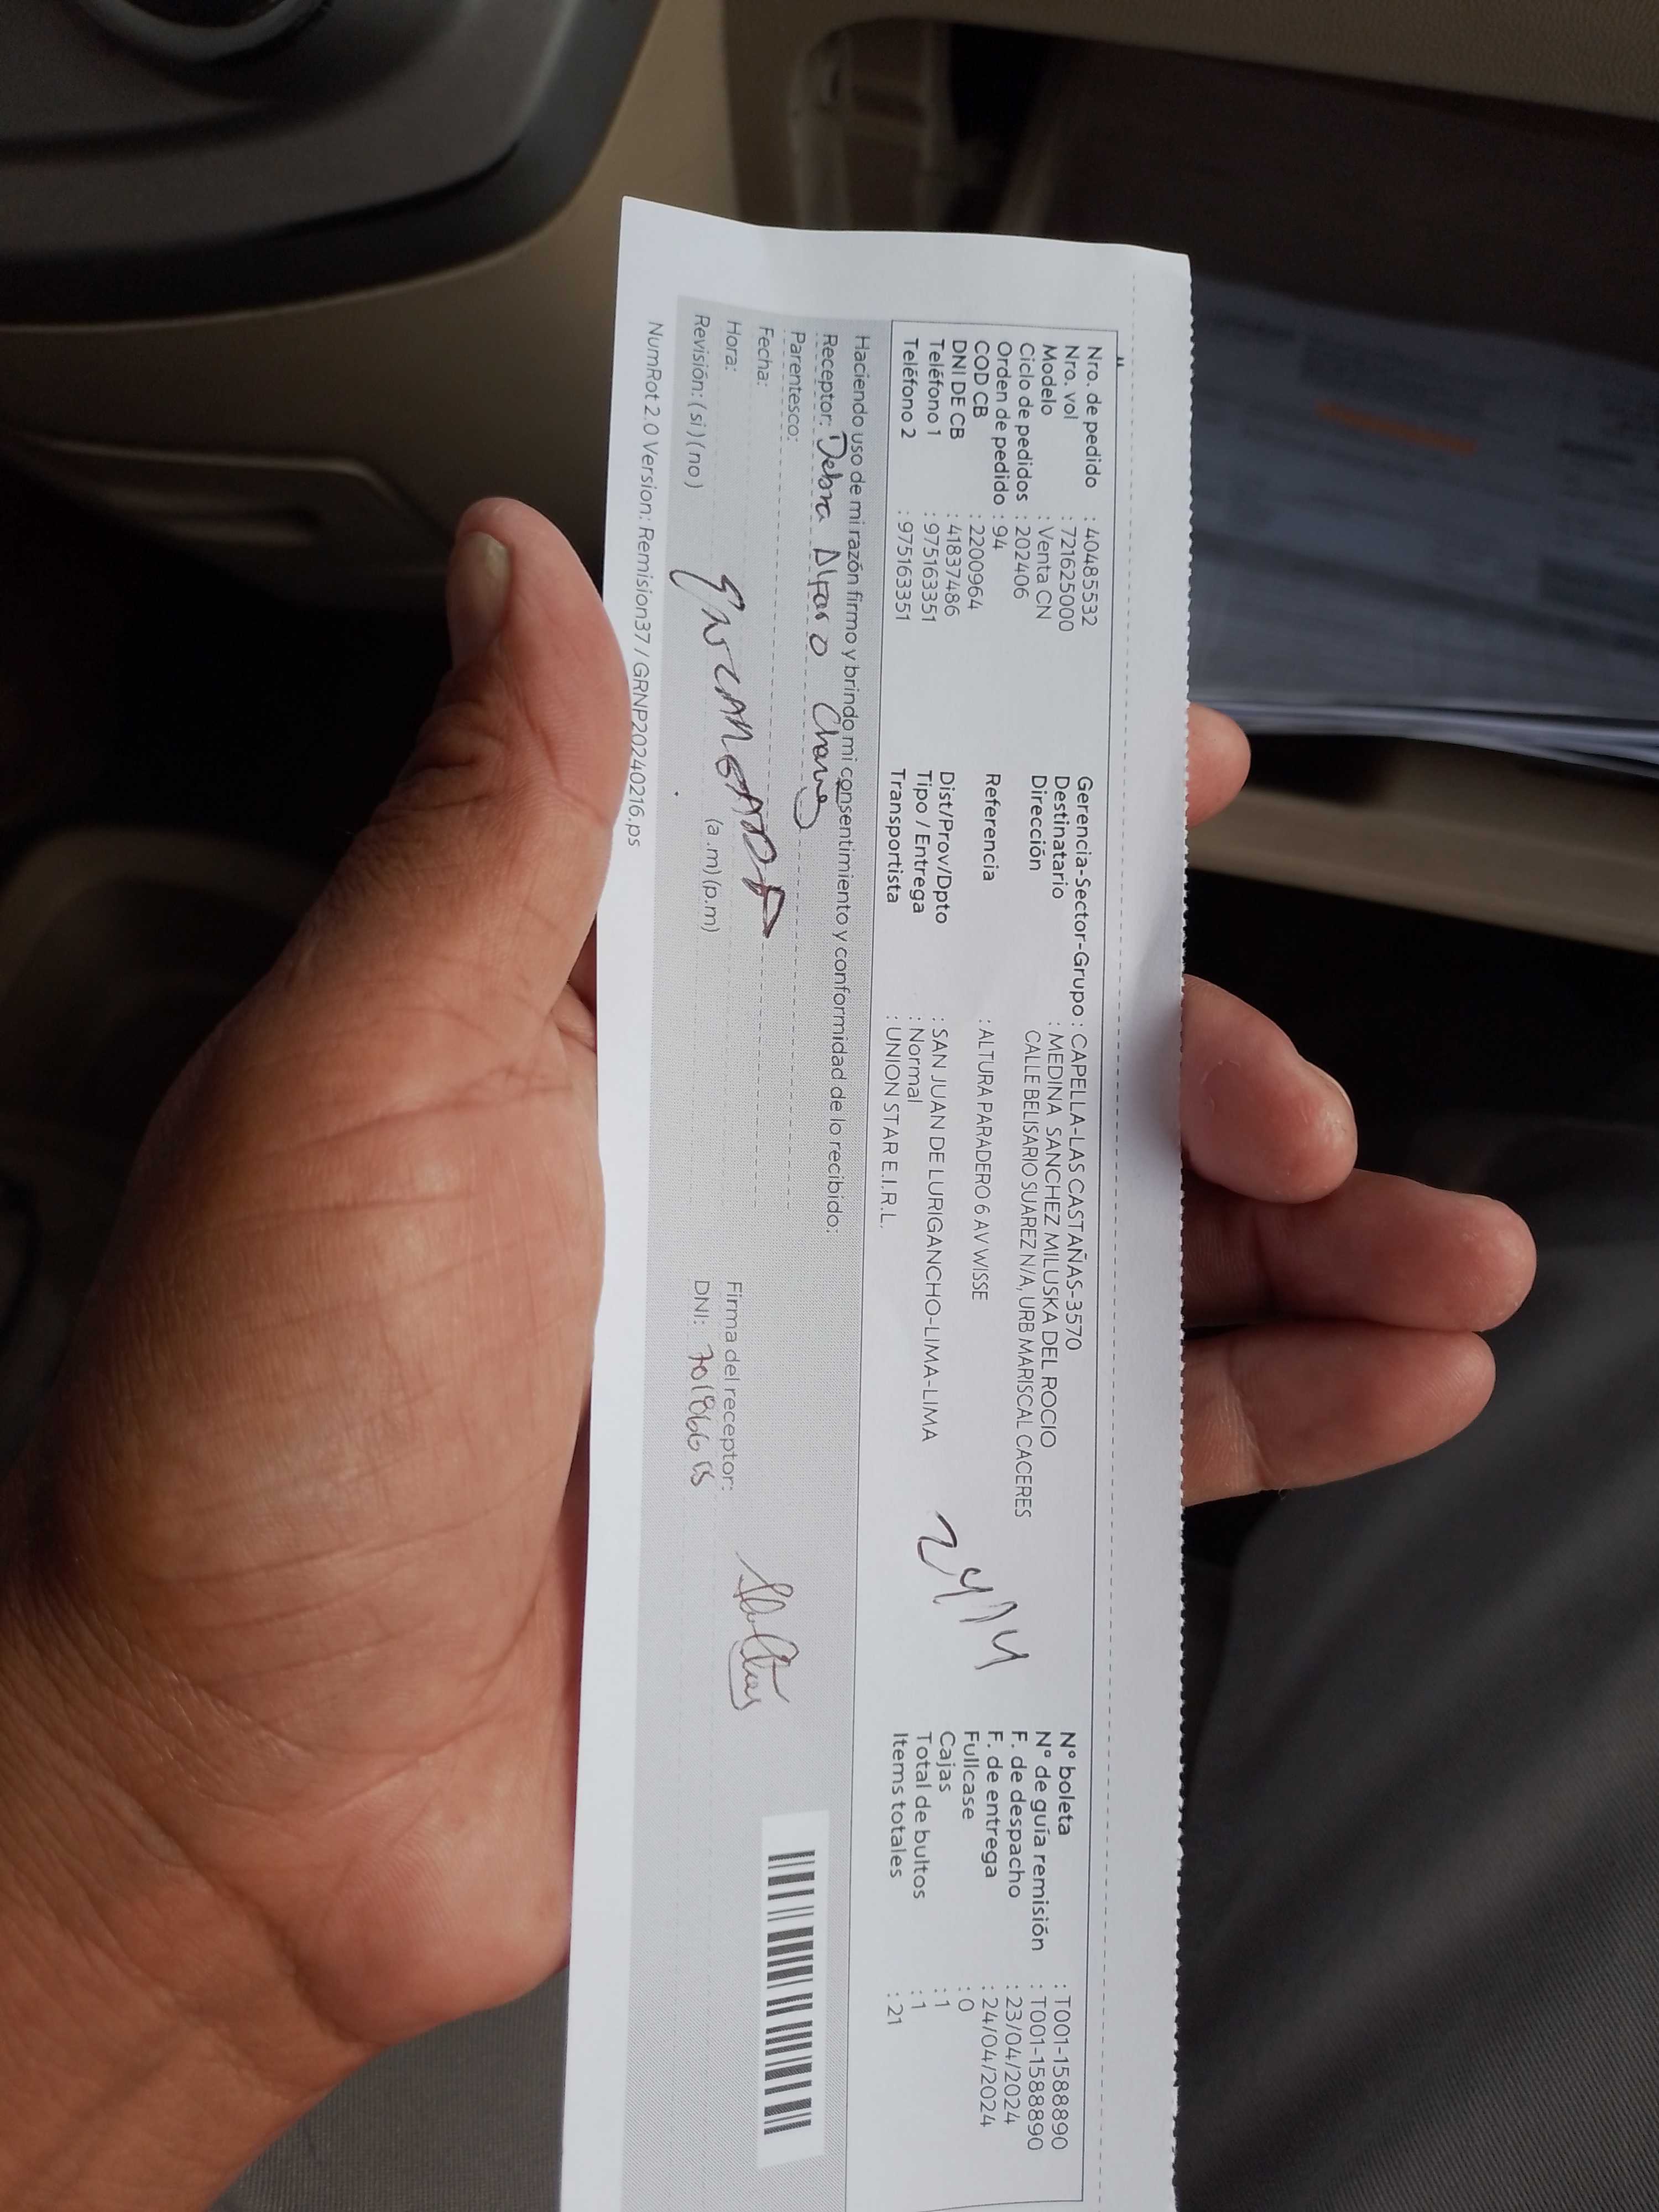 Nro. de pedido : 40485532
Nro. vol : 721625000
Modelo : Venta CN
Ciclo de pedidos : 202406
Orden de pedido : 94
COD CB : 2200964
DNI DE CB : 41837486
Teléfono 1 : 975163351
Teléfono 2 : 975163351
Gerencia-Sector-Grupo : CAPELLA-LAS CASTAÑAS-3570
Destinatario : MEDINA SANCHEZ MILUSKA DEL ROCIO
Dirección CALLE BELISARIO SUAREZ N/A, URB MARISCAL CACERES
Referencia : ALTURA PARADERO 6 AV WISSE
Dist/Prov/Dpto : SAN JUAN DE LURIGANCHO-LIMA-LIMA
Tipo / Entrega : Normal
Transportista : UNION STAR E.I.R.L.
N° boleta : T001-1588890
N° de guía remisión : T001-1588890
F. de despacho : 23/04/2024
F. de entrega : 24/04/2024
Fullcase : 0
Cajas : 1
Total de bultos : 1
Items totales : 21
Haciendo uso de mi razón firmo y brindo mi consentimiento y conformidad de lo recibido:
Receptor: Debra Alfaro
Parentesco:
Fecha: ENCARGADA
Hora: (a .m) (p.m)
Revisión: ( si ) ( no )
Firma del receptor:
DNI:
NumRot 2.0 Version: Remision37 / GRNP20240216.ps